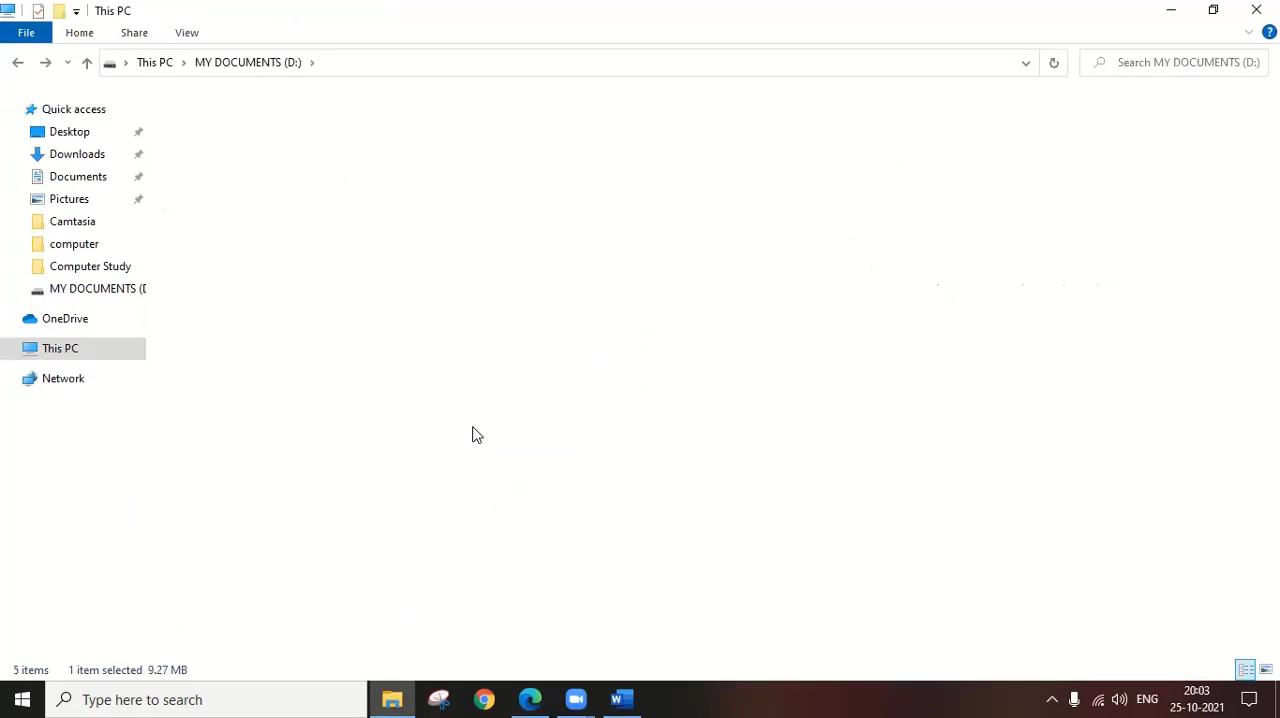 This PC
File Home Share View
This PC MY DOCUMENTS (D:) Search MY DOCUMENTS (D:)
Quick access
Desktop
Downloads
Documents
Pictures
Camtasia
computer
Computer Study
MY DOCUMENTS (D
OneDrive
This PC
Network
5 items 1 item selected 9.27 MB
Type here to search
ENG
20:03
25-10-2021